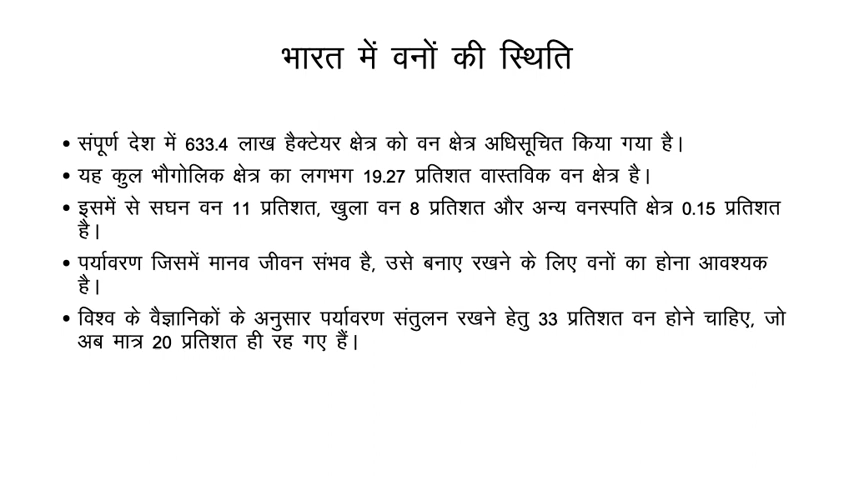 भारत में वनों की स्थिति
• संपूर्ण देश में 633.4 लाख हैक्टेयर क्षेत्र को वन क्षेत्र अधिसूचित किया गया है।
• यह कुल भौगोलिक क्षेत्र का लगभग 19.27 प्रतिशत वास्तविक वन क्षेत्र है।
• इसमें से सघन वन 11 प्रतिशत, खुला वन 8 प्रतिशत और अन्य वनस्पति क्षेत्र 0.15 प्रतिशत
है।
• पर्यावरण जिसमें मानव जीवन संभव है, उसे बनाए रखने के लिए वनों का होना आवश्यक
है।
• विश्व के वैज्ञानिकों के अनुसार पर्यावरण संतुलन रखने हेतु 33 प्रतिशत वन होने चाहिए, जो
अब मात्र 20 प्रतिशत ही रह गए हैं।